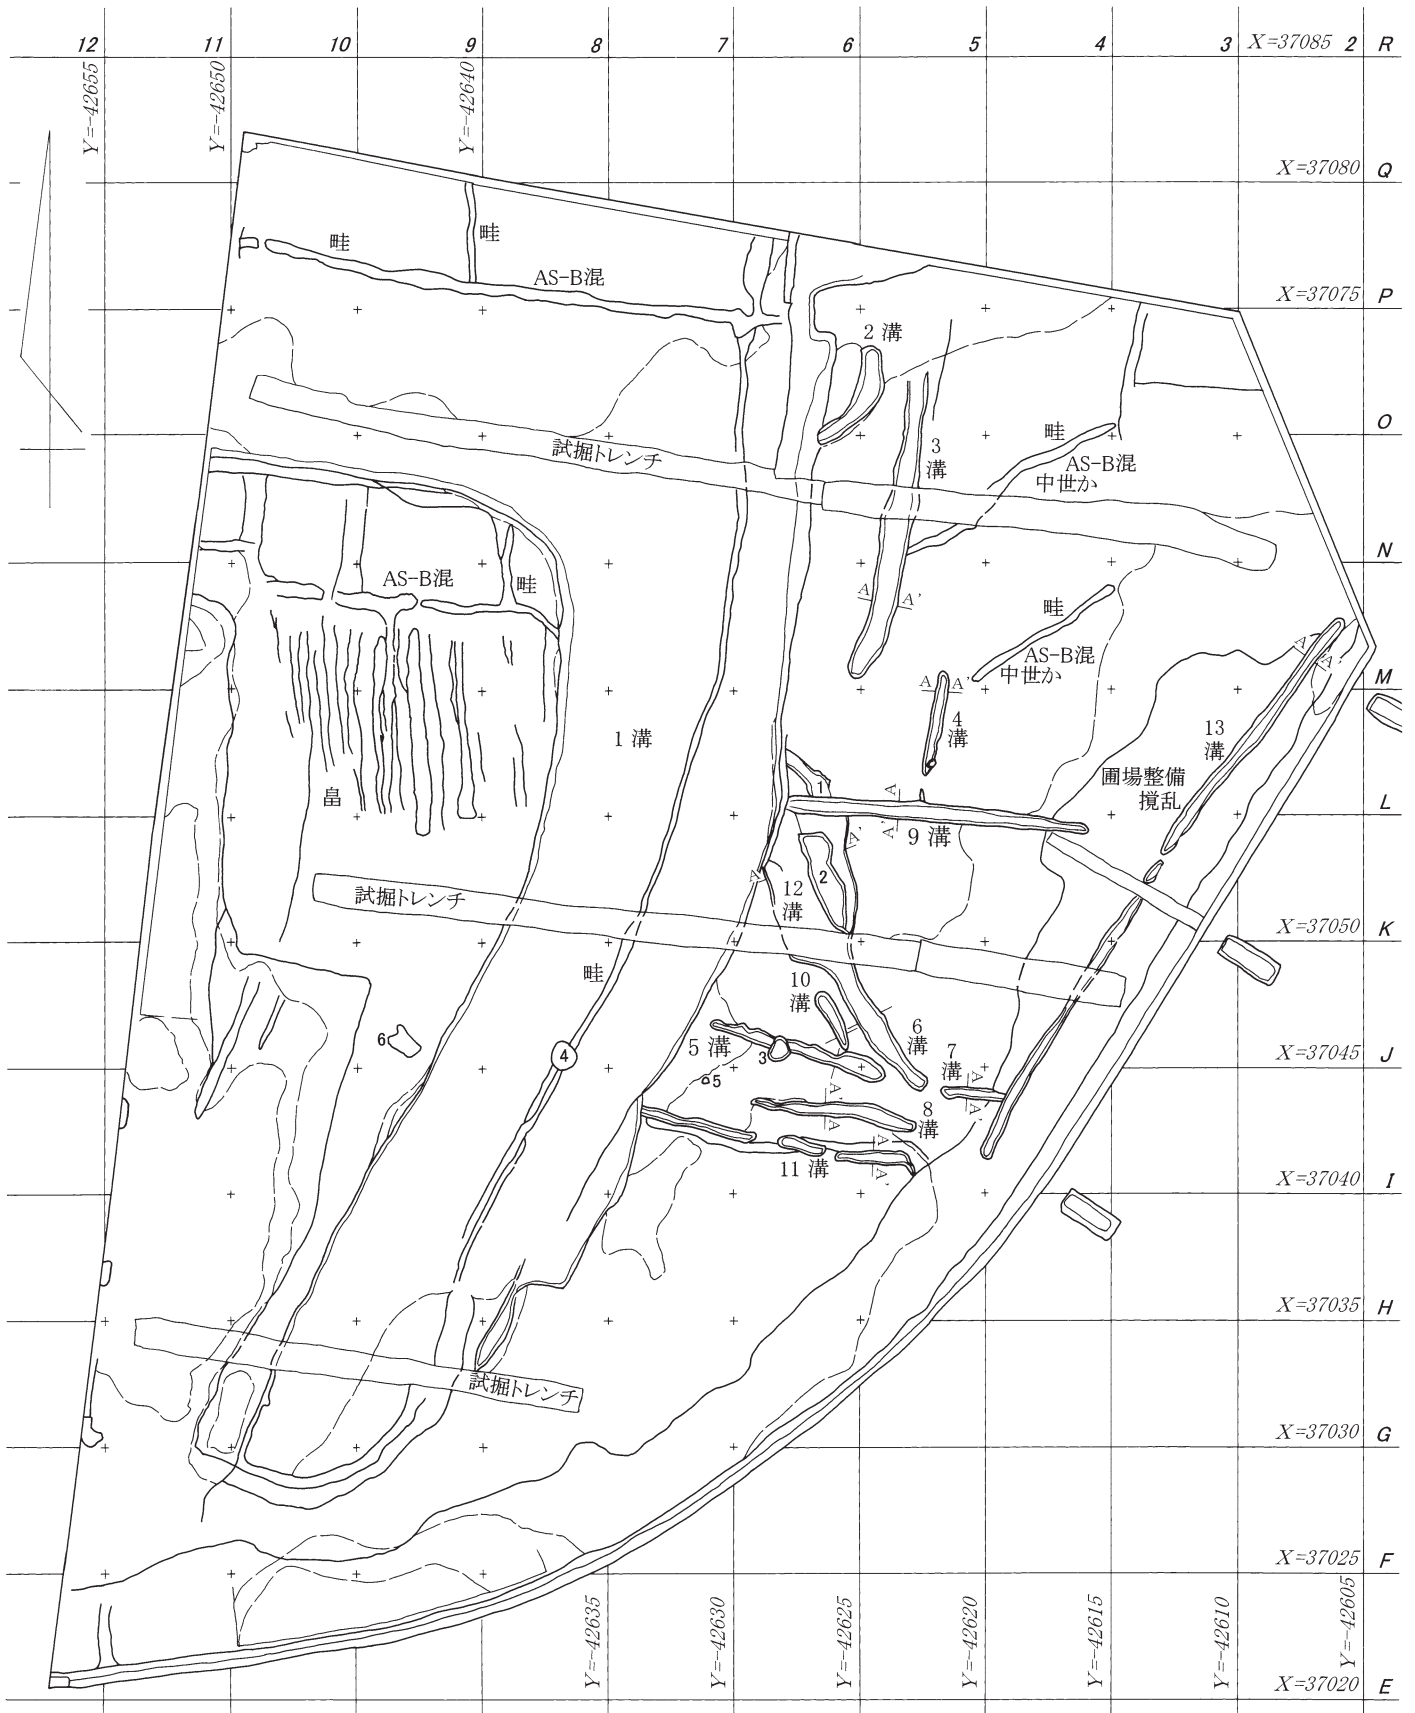 12
11
10
9
8
7
6
5
4
3
X=37085
2
R
Y=-42655
Y=-42650
Y=-42640
X=37080
Q
畦
畦
AS-B混
X=37075
P
2 溝
O
畦
試掘トレンチ
3
溝
AS-B混
中世か
N
AS-B混
畦
A
A'
畦
AS-B混
中世か
A
A'
M
A
A'
4
溝
1 溝
13
溝
圃場整備
撹乱
畠
1
A
L
A'
A'
9 溝
2
A
試掘トレンチ
12
溝
X=37050
K
畦
10
溝
6
6
溝
5 溝
3
4
7
溝
X=37045
J
5
A
A'
A'
A
8
溝
A
A'
11 溝
X=37040
I
X=37035
H
試掘トレンチ
X=37030
G
X=37025
F
Y=-42635
Y=-42630
Y=-42625
Y=-42620
Y=-42615
Y=-42610
Y=-42605
X=37020
E